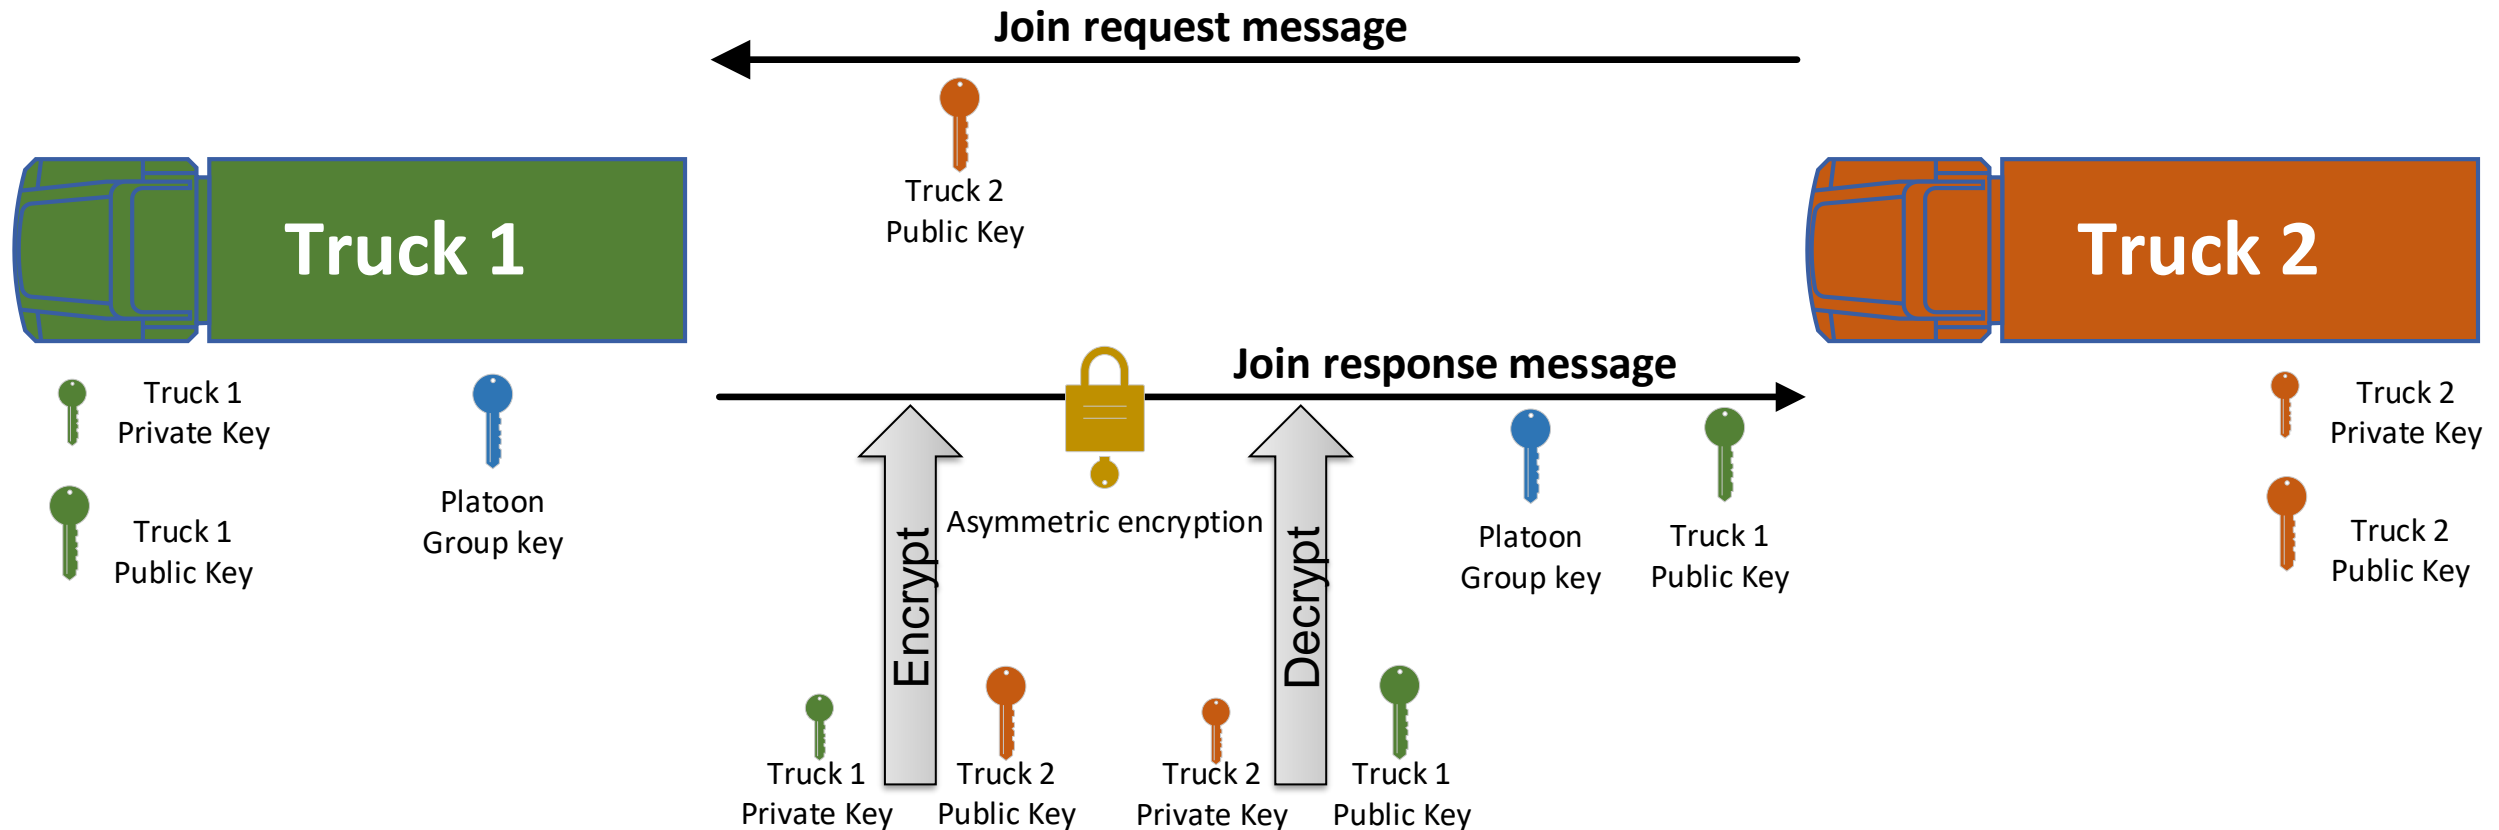 Join request message
Truck 2
Public Key
Truck 1
Truck 2
Join response message
Truck 1
Private Key
Platoon
Group key
Truck 1
Public Key
Asymmetric encryption
Encrypt
Decrypt
Platoon
Group key
Truck 1
Public Key
Truck 2
Private Key
Truck 2
Public Key
Truck 1
Private Key
Truck 2
Public Key
Truck 2
Private Key
Truck 1
Public Key